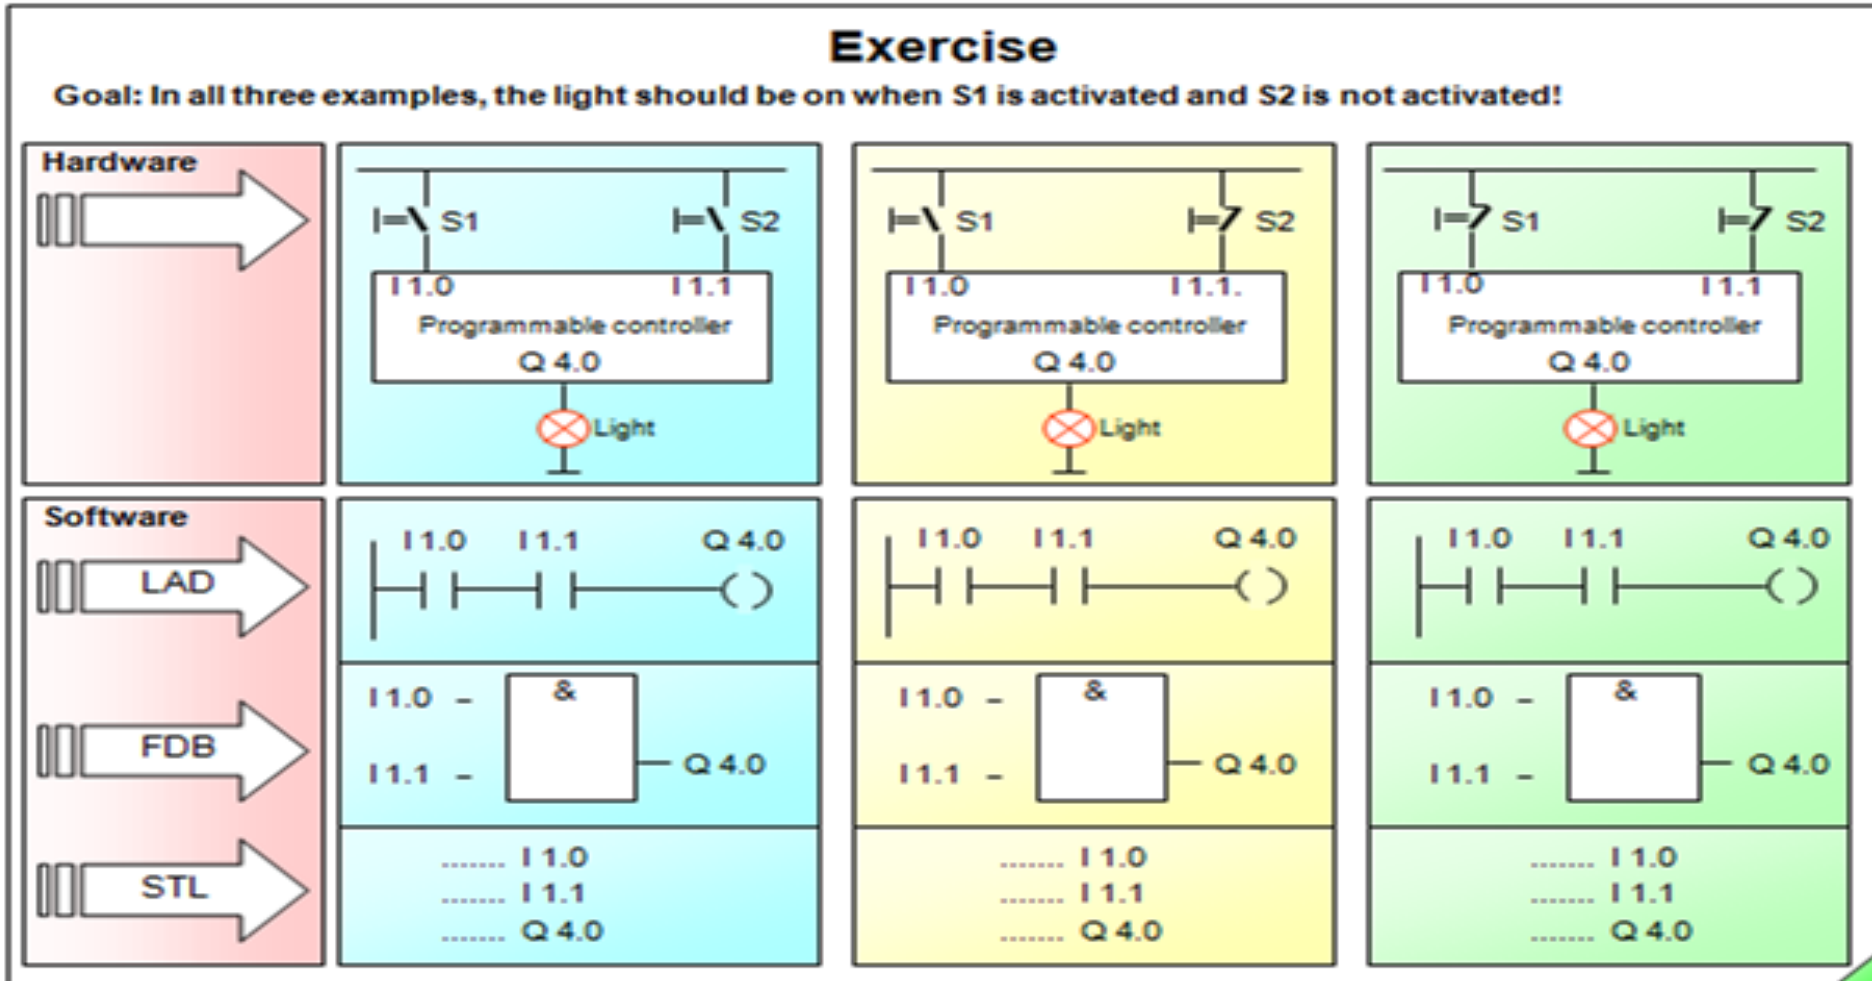 Exercise
Goal: In all three examples, the light should be on when S1 is activated and S2 is not activated!
Hardware
S1 S2
I 1.0 I 1.1
Programmable controller
Q 4.0
Light
S1 S2
I 1.0 I 1.1.
Programmable controller
Q 4.0
Light
S1 S2
I 1.0 I 1.1
Programmable controller
Q 4.0
Light
Software
LAD
I 1.0 I 1.1 Q 4.0
I 1.0 I 1.1 Q 4.0
I 1.0 I 1.1 Q 4.0
FDB
I 1.0 - &
I 1.1 - Q 4.0
I 1.0 - &
I 1.1 - Q 4.0
I 1.0 - &
I 1.1 - Q 4.0
STL
....... I 1.0
....... I 1.1
....... Q 4.0
....... I 1.0
....... I 1.1
....... Q 4.0
....... I 1.0
....... I 1.1
....... Q 4.0